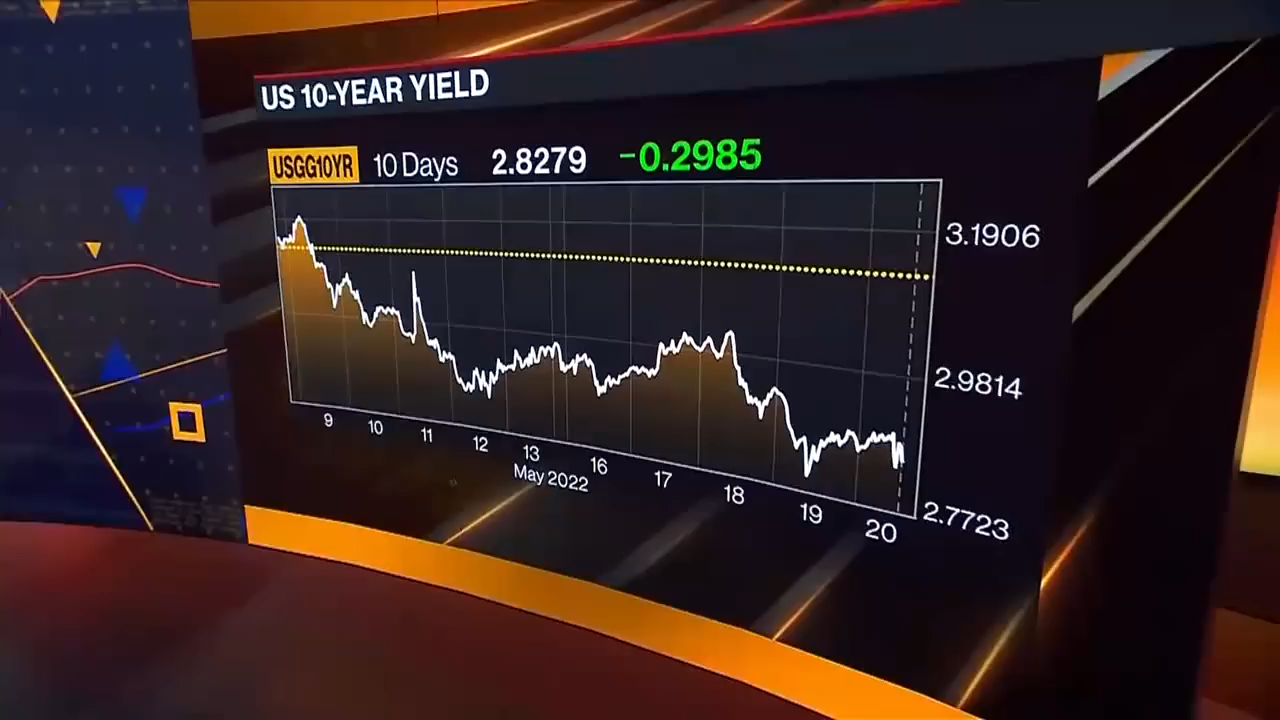 US 10-YEAR YIELD
USGG10YR 10 Days 2.8279 -0.2985
3.1906
2.9814
2.7723
9 10 11 12 13 16 17 18 19 20
May 2022